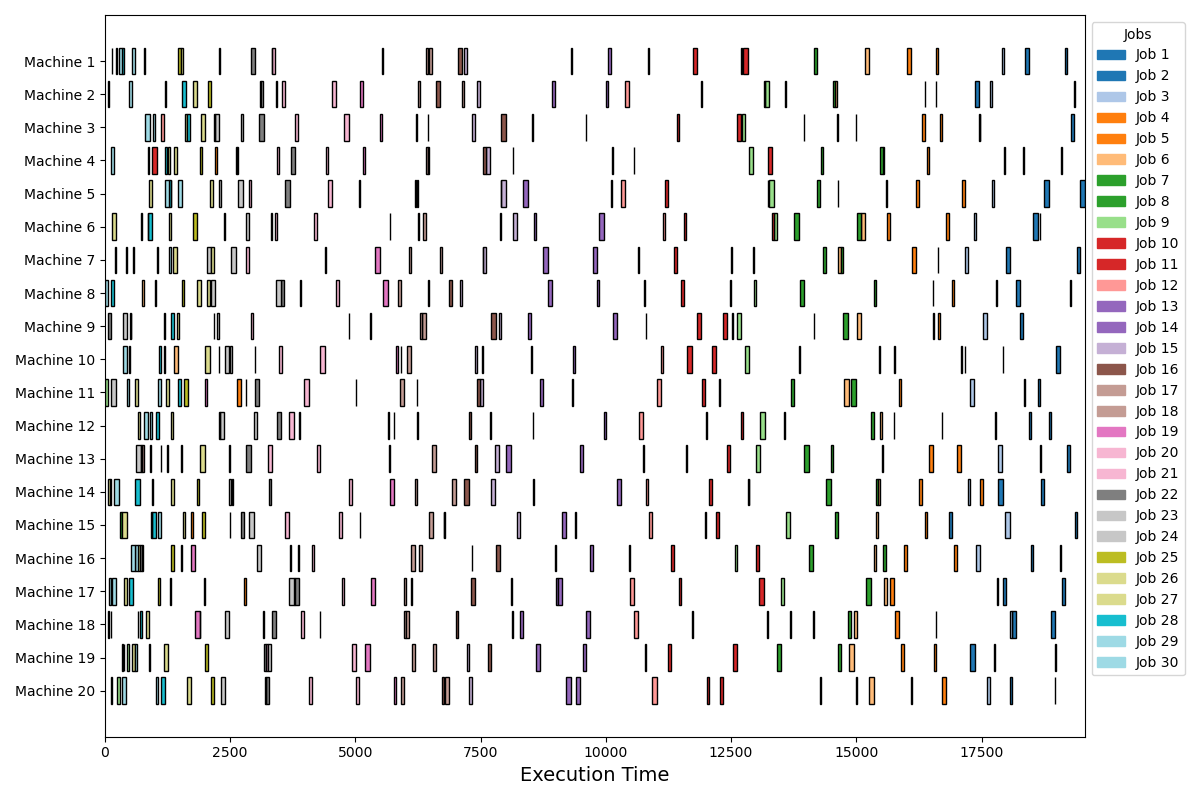 Machine 1
Machine 2
Machine 3
Machine 4
Machine 5
Machine 6
Machine 7
Machine 8
Machine 9
Machine 10
Machine 11
Machine 12
Machine 13
Machine 14
Machine 15
Machine 16
Machine 17
Machine 18
Machine 19
Machine 20
0 2500 5000 7500 10000 12500 15000 17500
Execution Time
Jobs
Job 1
Job 2
Job 3
Job 4
Job 5
Job 6
Job 7
Job 8
Job 9
Job 10
Job 11
Job 12
Job 13
Job 14
Job 15
Job 16
Job 17
Job 18
Job 19
Job 20
Job 21
Job 22
Job 23
Job 24
Job 25
Job 26
Job 27
Job 28
Job 29
Job 30